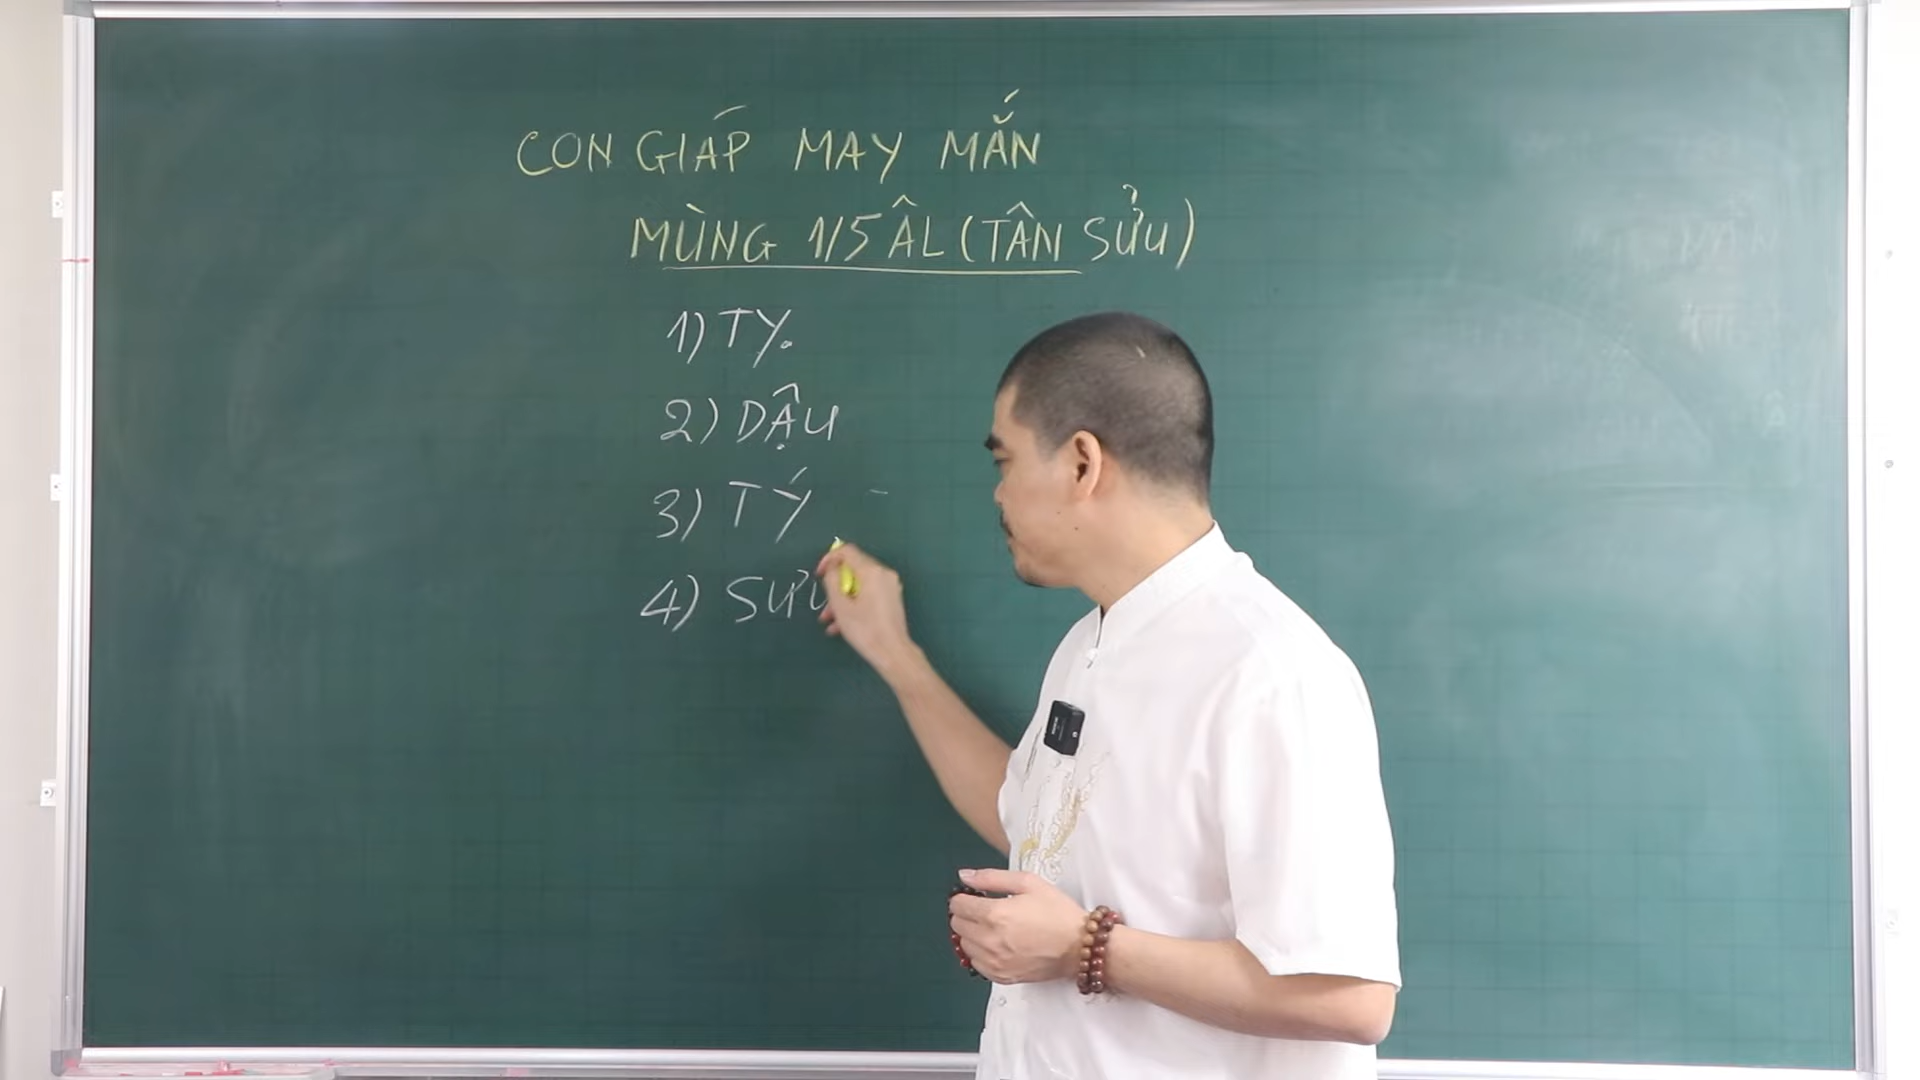 CON GIÁP MAY MẮN
MÙNG 1/5 ÂL (TÂN SỬU)
1) TỴ
2) DẬU
3) TÝ -
4) SỬU